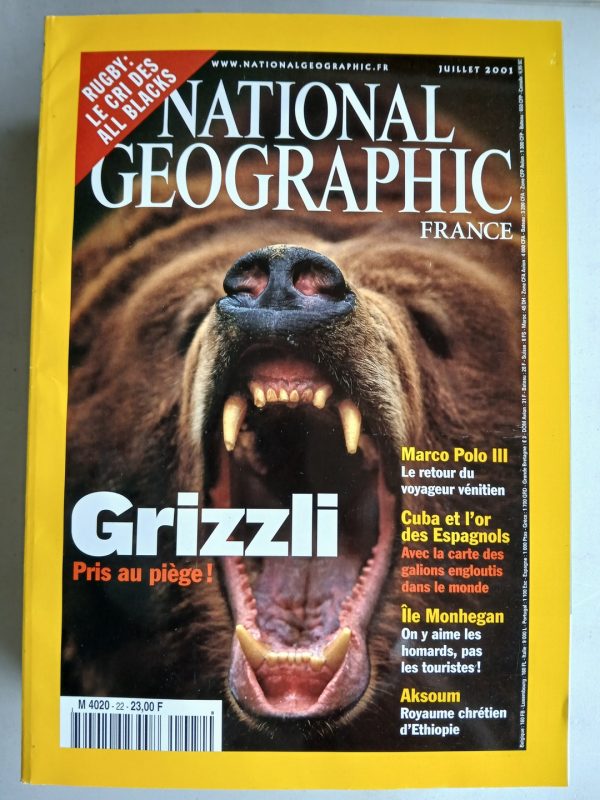 RUGBY:
LE CRI DES
ALL BLACKS
WWW.NATIONALGEOGRAPHIC.FR
JUILLET 2001
NATIONAL
GEOGRAPHIC
FRANCE
Marco Polo III
Le retour du
voyageur vénitien
Grizzli
Pris au piège !
Cuba et l'or
des Espagnols
Avec la carte des
galions engloutis
dans le monde
Île Monhegan
On y aime les
homards, pas
les touristes !
Aksoum
Royaume chrétien
d'Ethiopie
M 4020 - 22 - 23,00 F